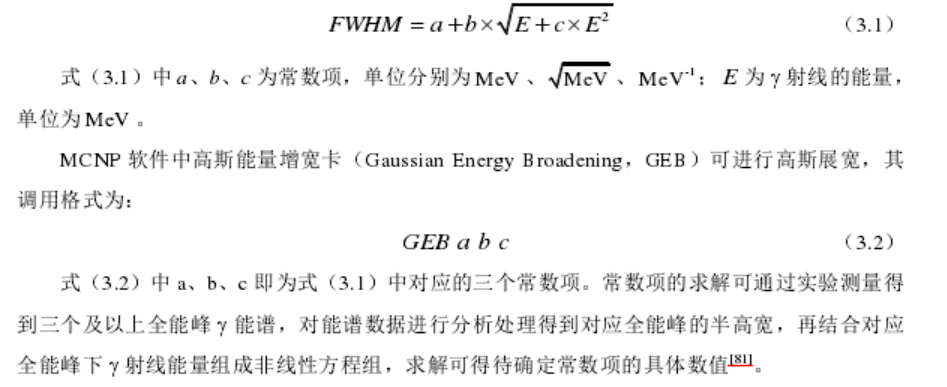 FWHM = a+b×√E+c×E² （3.1）
式（3.1）中 a、b、c 为常数项，单位分别为 MeV 、√MeV 、MeV⁻¹；E 为 γ 射线的能量，
单位为 MeV 。
MCNP 软件中高斯能量增宽卡（Gaussian Energy Broadening，GEB）可进行高斯展宽，其
调用格式为：
GEB a b c （3.2）
式（3.2）中 a、b、c 即为式（3.1）中对应的三个常数项。常数项的求解可通过实验测量得
到三个及以上全能峰 γ 能谱，对能谱数据进行分析处理得到对应全能峰的半高宽，再结合对应
全能峰下 γ 射线能量组成非线性方程组，求解可得待确定常数项的具体数值[81]。